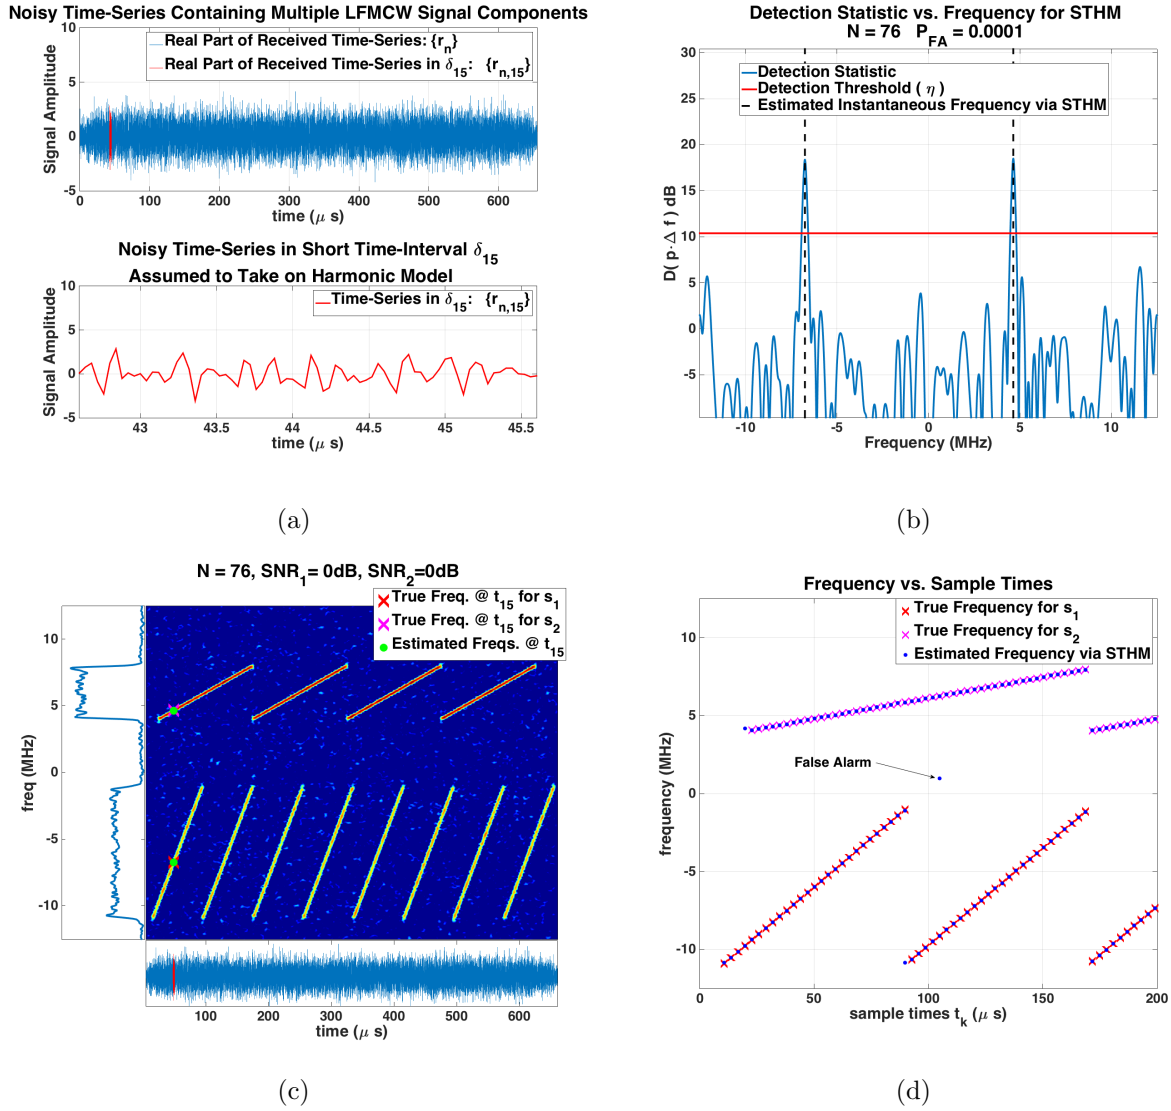 Noisy Time-Series Containing Multiple LFMCW Signal Components
10
5
0
-5
Signal Amplitude
Real Part of Received Time-Series: {r_n}
Real Part of Received Time-Series in δ_15: {r_n,15}
0 100 200 300 400 500 600
time (μ s)
Noisy Time-Series in Short Time-Interval δ_15
Assumed to Take on Harmonic Model
10
5
0
-5
Signal Amplitude
Time-Series in δ_15: {r_n,15}
43 43.5 44 44.5 45 45.5
time (μ s)
(a)
Detection Statistic vs. Frequency for STHM
N = 76 P_FA = 0.0001
30
25
20
15
10
5
0
-5
D( p·Δ f ) dB
Detection Statistic
Detection Threshold ( η )
Estimated Instantaneous Frequency via STHM
-10 -5 0 5 10
Frequency (MHz)
(b)
N = 76, SNR_1= 0dB, SNR_2=0dB
True Freq. @ t_15 for s_1
True Freq. @ t_15 for s_2
Estimated Freqs. @ t_15
10
5
0
-5
-10
freq (MHz)
100 200 300 400 500 600
time (μ s)
(c)
Frequency vs. Sample Times
True Frequency for s_1
True Frequency for s_2
Estimated Frequency via STHM
10
5
0
-5
-10
frequency (MHz)
False Alarm
0 50 100 150 200
sample times t_k (μ s)
(d)